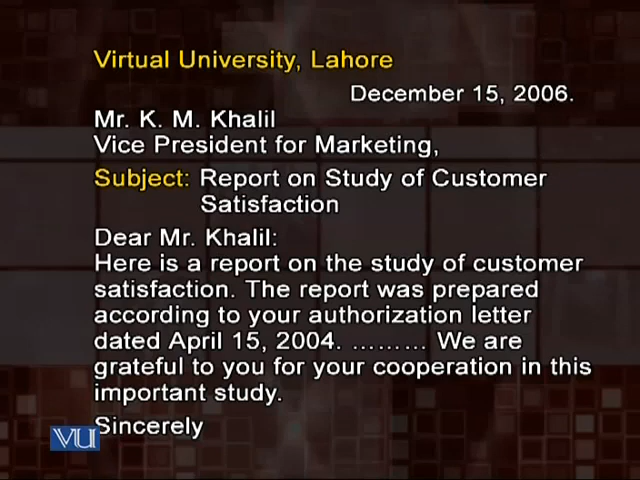 Virtual University, Lahore
December 15, 2006.
Mr. K. M. Khalil
Vice President for Marketing,
Subject: Report on Study of Customer
Satisfaction
Dear Mr. Khalil:
Here is a report on the study of customer
satisfaction. The report was prepared
according to your authorization letter
dated April 15, 2004. ......... We are
grateful to you for your cooperation in this
important study.
Sincerely
VU